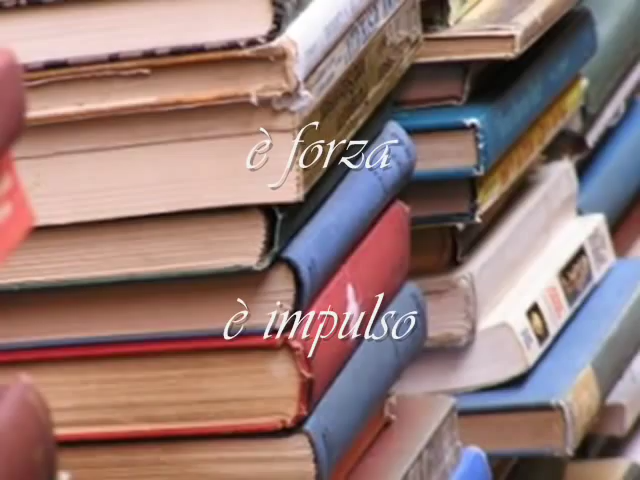 è forza
è impulso